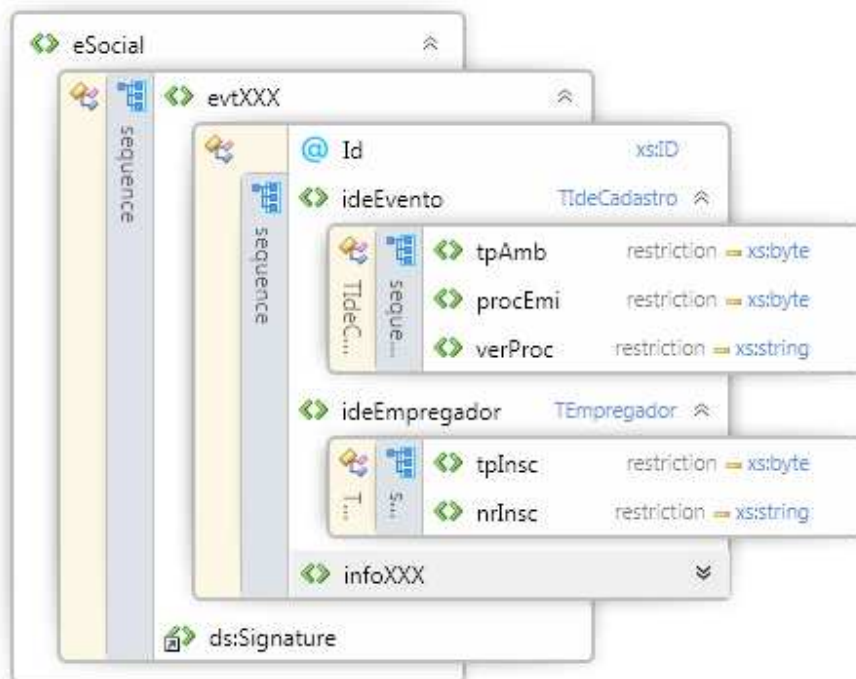 eSocial
sequence
evtXXX
sequence
@ Id xs:ID
ideEvento TIdeCadastro
TIdeC...
seque...
tpAmb restriction xs:byte
procEmi restriction xs:byte
verProc restriction xs:string
ideEmpregador TEmpregador
T...
s...
tpInsc restriction xs:byte
nrInsc restriction xs:string
infoXXX
ds:Signature